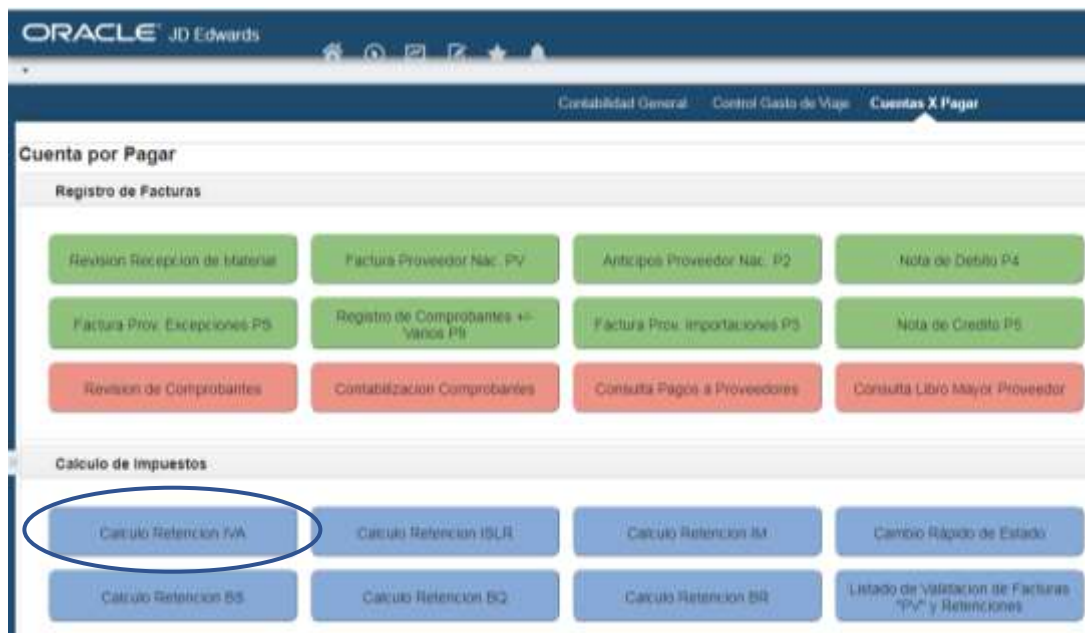 ORACLE JD Edwards
Contabilidad General Control Gasto de Viaje Cuentas X Pagar
Cuenta por Pagar
Registro de Facturas
Revision Recepcion de Material Factura Proveedor Nac. PV Anticipos Proveedor Nac. P2 Nota de Debito P4
Registro de Comprobantes +/-
Factura Prov. Excepciones P8 Factura Prov. Importaciones P3 Nota de Credito P5
Varios P9
Revision de Comprobantes Contabilizacion Comprobantes Consulta Pagos a Proveedores Consulta Libro Mayor Proveedor
Calculo de Impuestos
Calculo Retencion IVA Calculo Retencion ISLR Calculo Retencion IM Cambio Rápido de Estado
Listado de Validacion de Facturas
Calculo Retencion BS Calculo Retencion BQ Calculo Retencion BR
"PV" y Retenciones